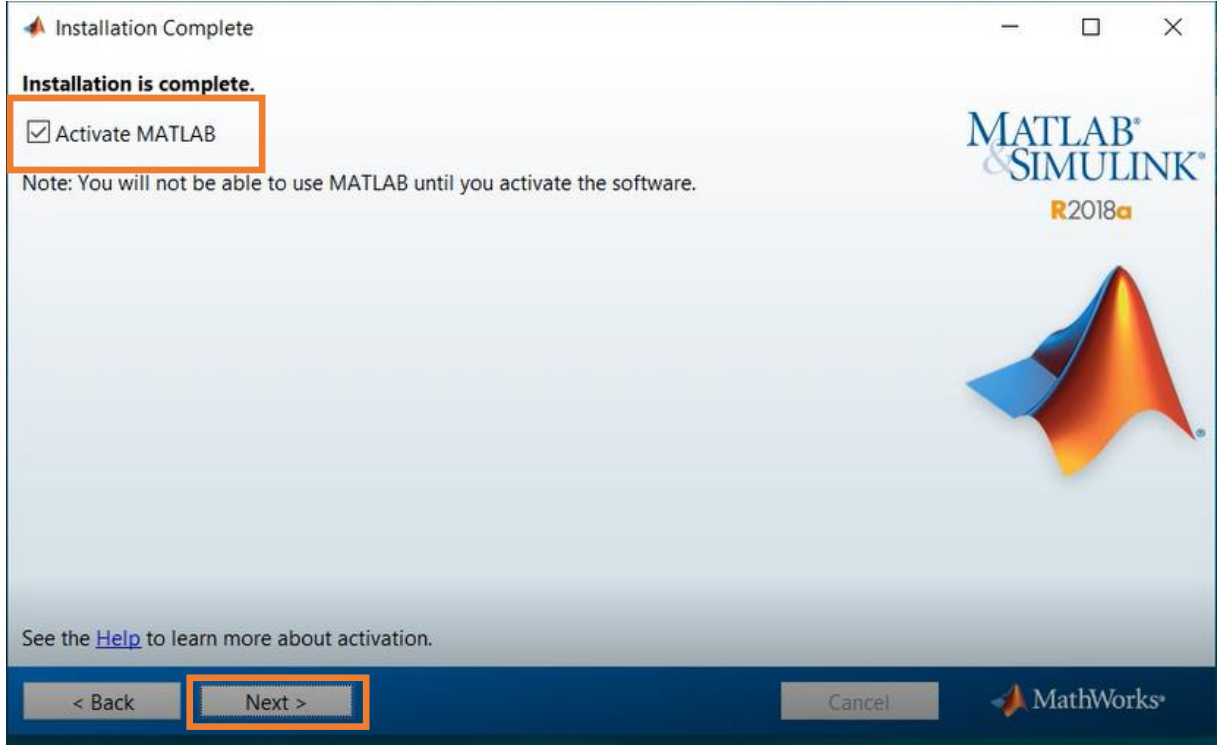 Installation Complete
Installation is complete.
Activate MATLAB
Note: You will not be able to use MATLAB until you activate the software.
MATLAB®
&SIMULINK®
R2018a
®
See the Help to learn more about activation.
< Back
Next >
Cancel
MathWorks®